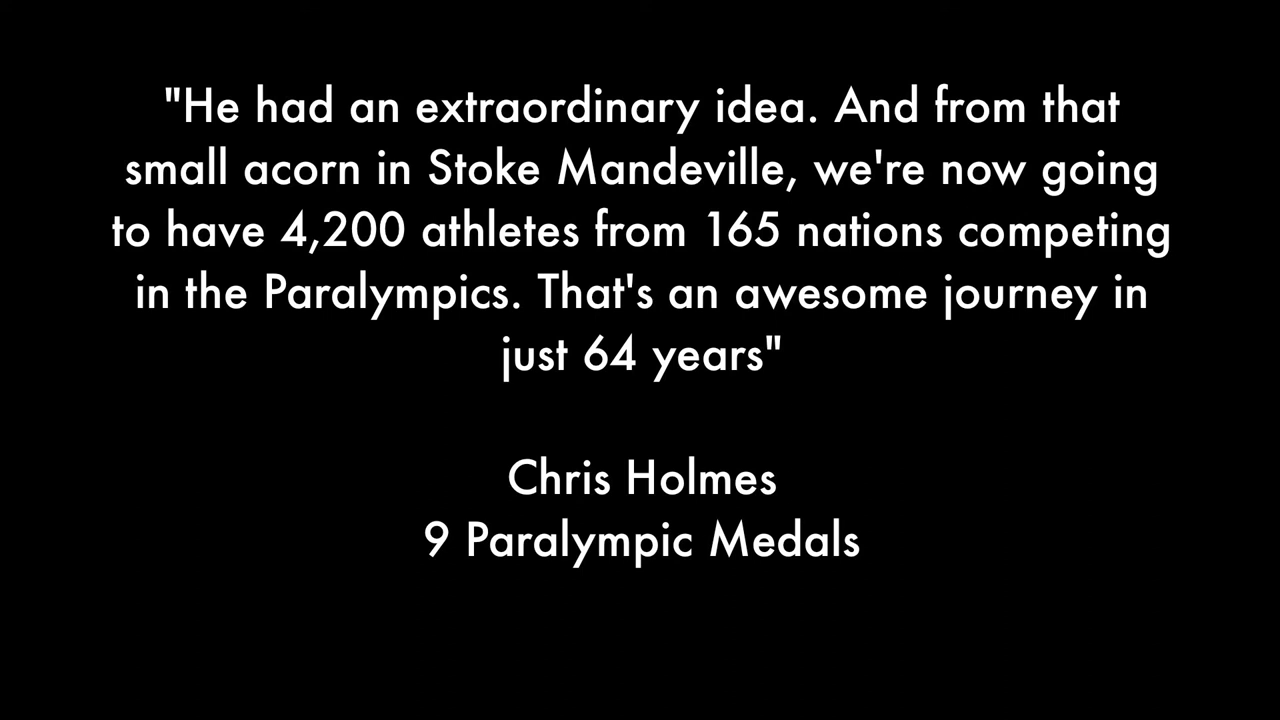 "He had an extraordinary idea. And from that
small acorn in Stoke Mandeville, we're now going
to have 4,200 athletes from 165 nations competing
in the Paralympics. That's an awesome journey in
just 64 years"
Chris Holmes
9 Paralympic Medals